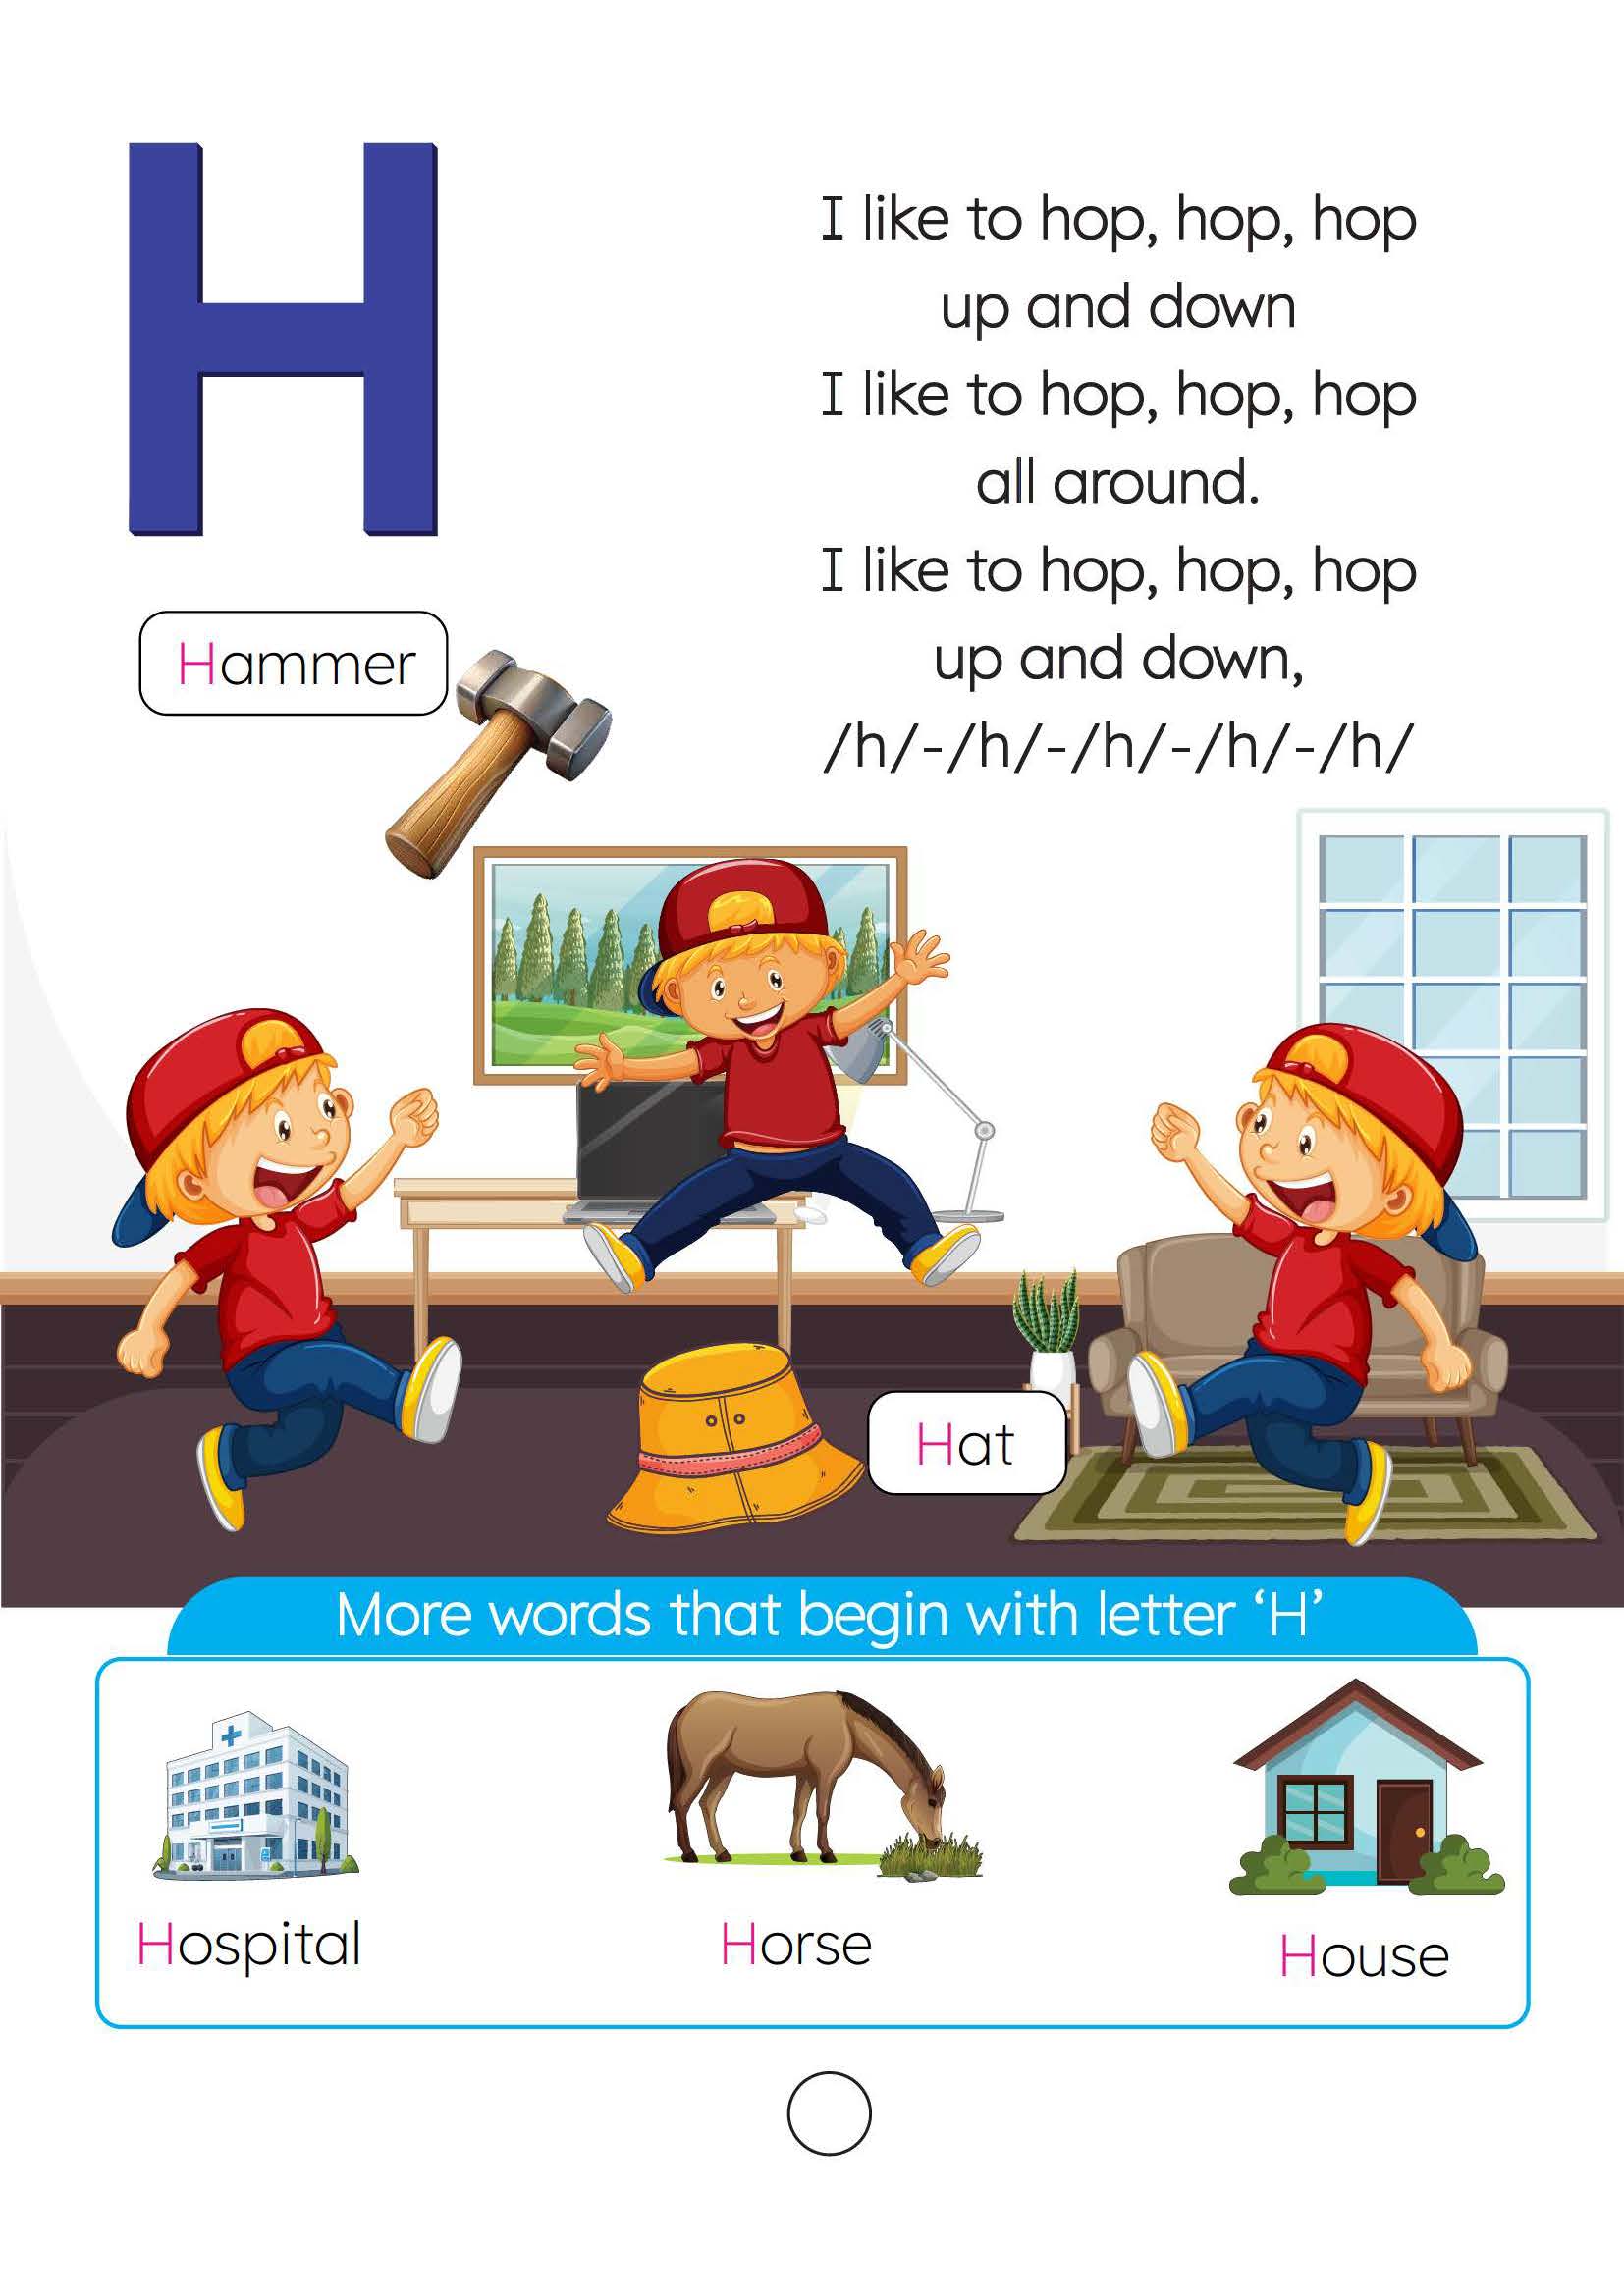 H
I like to hop, hop, hop
up and down
I like to hop, hop, hop
all around.
I like to hop, hop, hop
up and down,
/h/-/h/-/h/-/h/-/h/
Hammer
Hat
More words that begin with letter ‘H’
Hospital
Horse
House